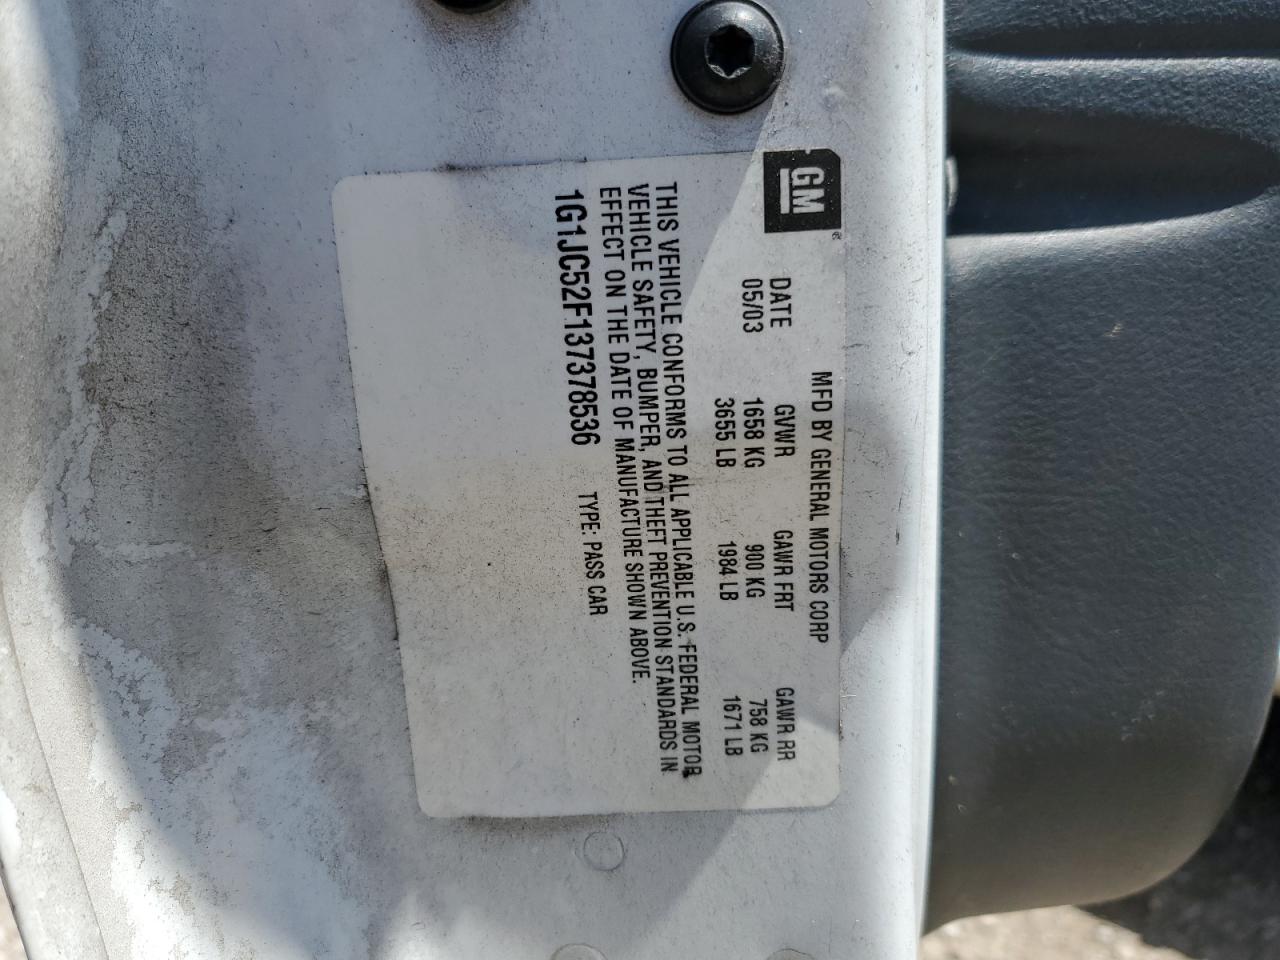 GM
®
MFD BY GENERAL MOTORS CORP
DATE GVWR GAWR FRT GAWR RR
05/03 1658 KG 900 KG 758 KG
3655 LB 1984 LB 1671 LB
THIS VEHICLE CONFORMS TO ALL APPLICABLE U.S. FEDERAL MOTOR
VEHICLE SAFETY, BUMPER, AND THEFT PREVENTION STANDARDS IN
EFFECT ON THE DATE OF MANUFACTURE SHOWN ABOVE.
1G1JC52F137378536 TYPE: PASS CAR